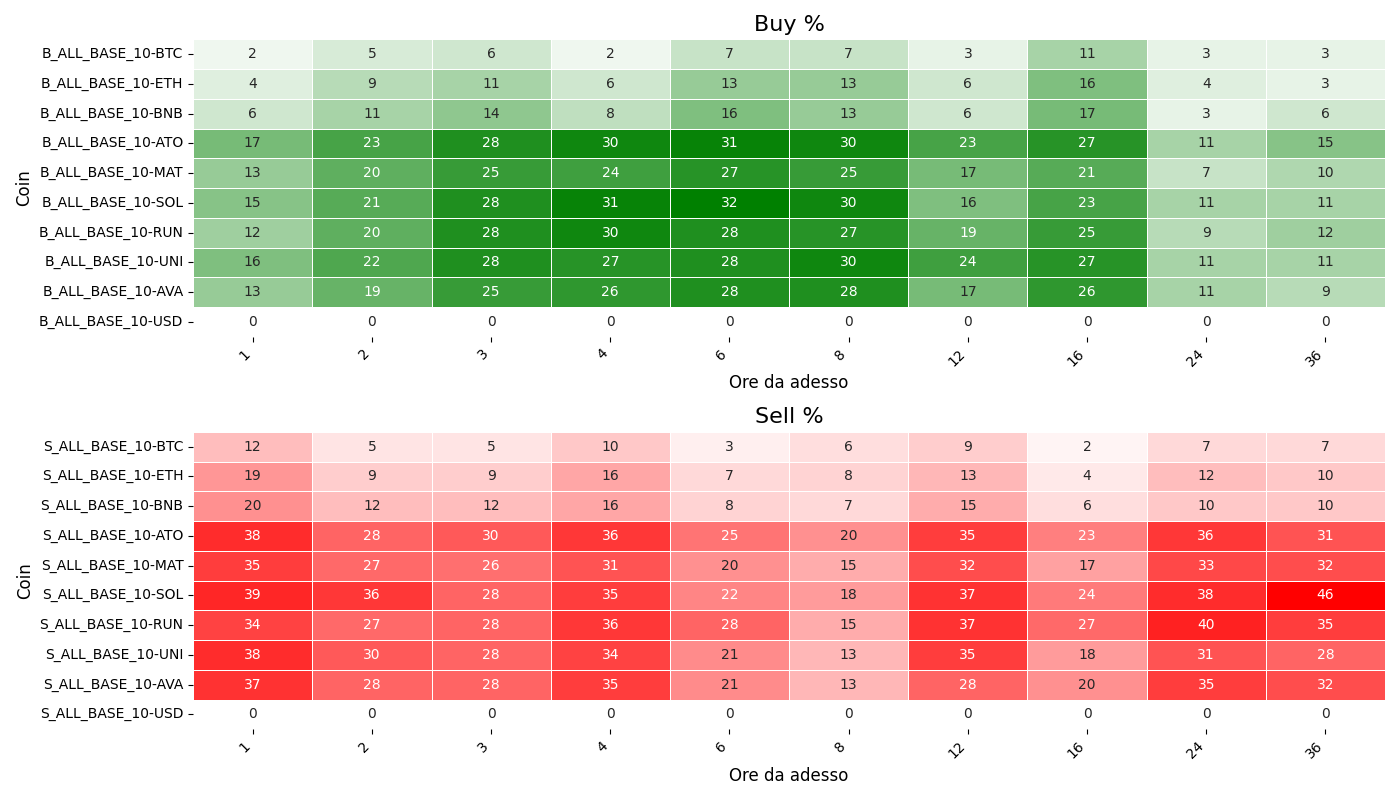 Buy %
Coin
B_ALL_BASE_10-BTC 2 5 6 2 7 7 3 11 3 3
B_ALL_BASE_10-ETH 4 9 11 6 13 13 6 16 4 3
B_ALL_BASE_10-BNB 6 11 14 8 16 13 6 17 3 6
B_ALL_BASE_10-ATO 17 23 28 30 31 30 23 27 11 15
B_ALL_BASE_10-MAT 13 20 25 24 27 25 17 21 7 10
B_ALL_BASE_10-SOL 15 21 28 31 32 30 16 23 11 11
B_ALL_BASE_10-RUN 12 20 28 30 28 27 19 25 9 12
B_ALL_BASE_10-UNI 16 22 28 27 28 30 24 27 11 11
B_ALL_BASE_10-AVA 13 19 25 26 28 28 17 26 11 9
B_ALL_BASE_10-USD 0 0 0 0 0 0 0 0 0 0
1 2 3 4 6 8 12 16 24 36
Ore da adesso
Sell %
Coin
S_ALL_BASE_10-BTC 12 5 5 10 3 6 9 2 7 7
S_ALL_BASE_10-ETH 19 9 9 16 7 8 13 4 12 10
S_ALL_BASE_10-BNB 20 12 12 16 8 7 15 6 10 10
S_ALL_BASE_10-ATO 38 28 30 36 25 20 35 23 36 31
S_ALL_BASE_10-MAT 35 27 26 31 20 15 32 17 33 32
S_ALL_BASE_10-SOL 39 36 28 35 22 18 37 24 38 46
S_ALL_BASE_10-RUN 34 27 28 36 28 15 37 27 40 35
S_ALL_BASE_10-UNI 38 30 28 34 21 13 35 18 31 28
S_ALL_BASE_10-AVA 37 28 28 35 21 13 28 20 35 32
S_ALL_BASE_10-USD 0 0 0 0 0 0 0 0 0 0
1 2 3 4 6 8 12 16 24 36
Ore da adesso